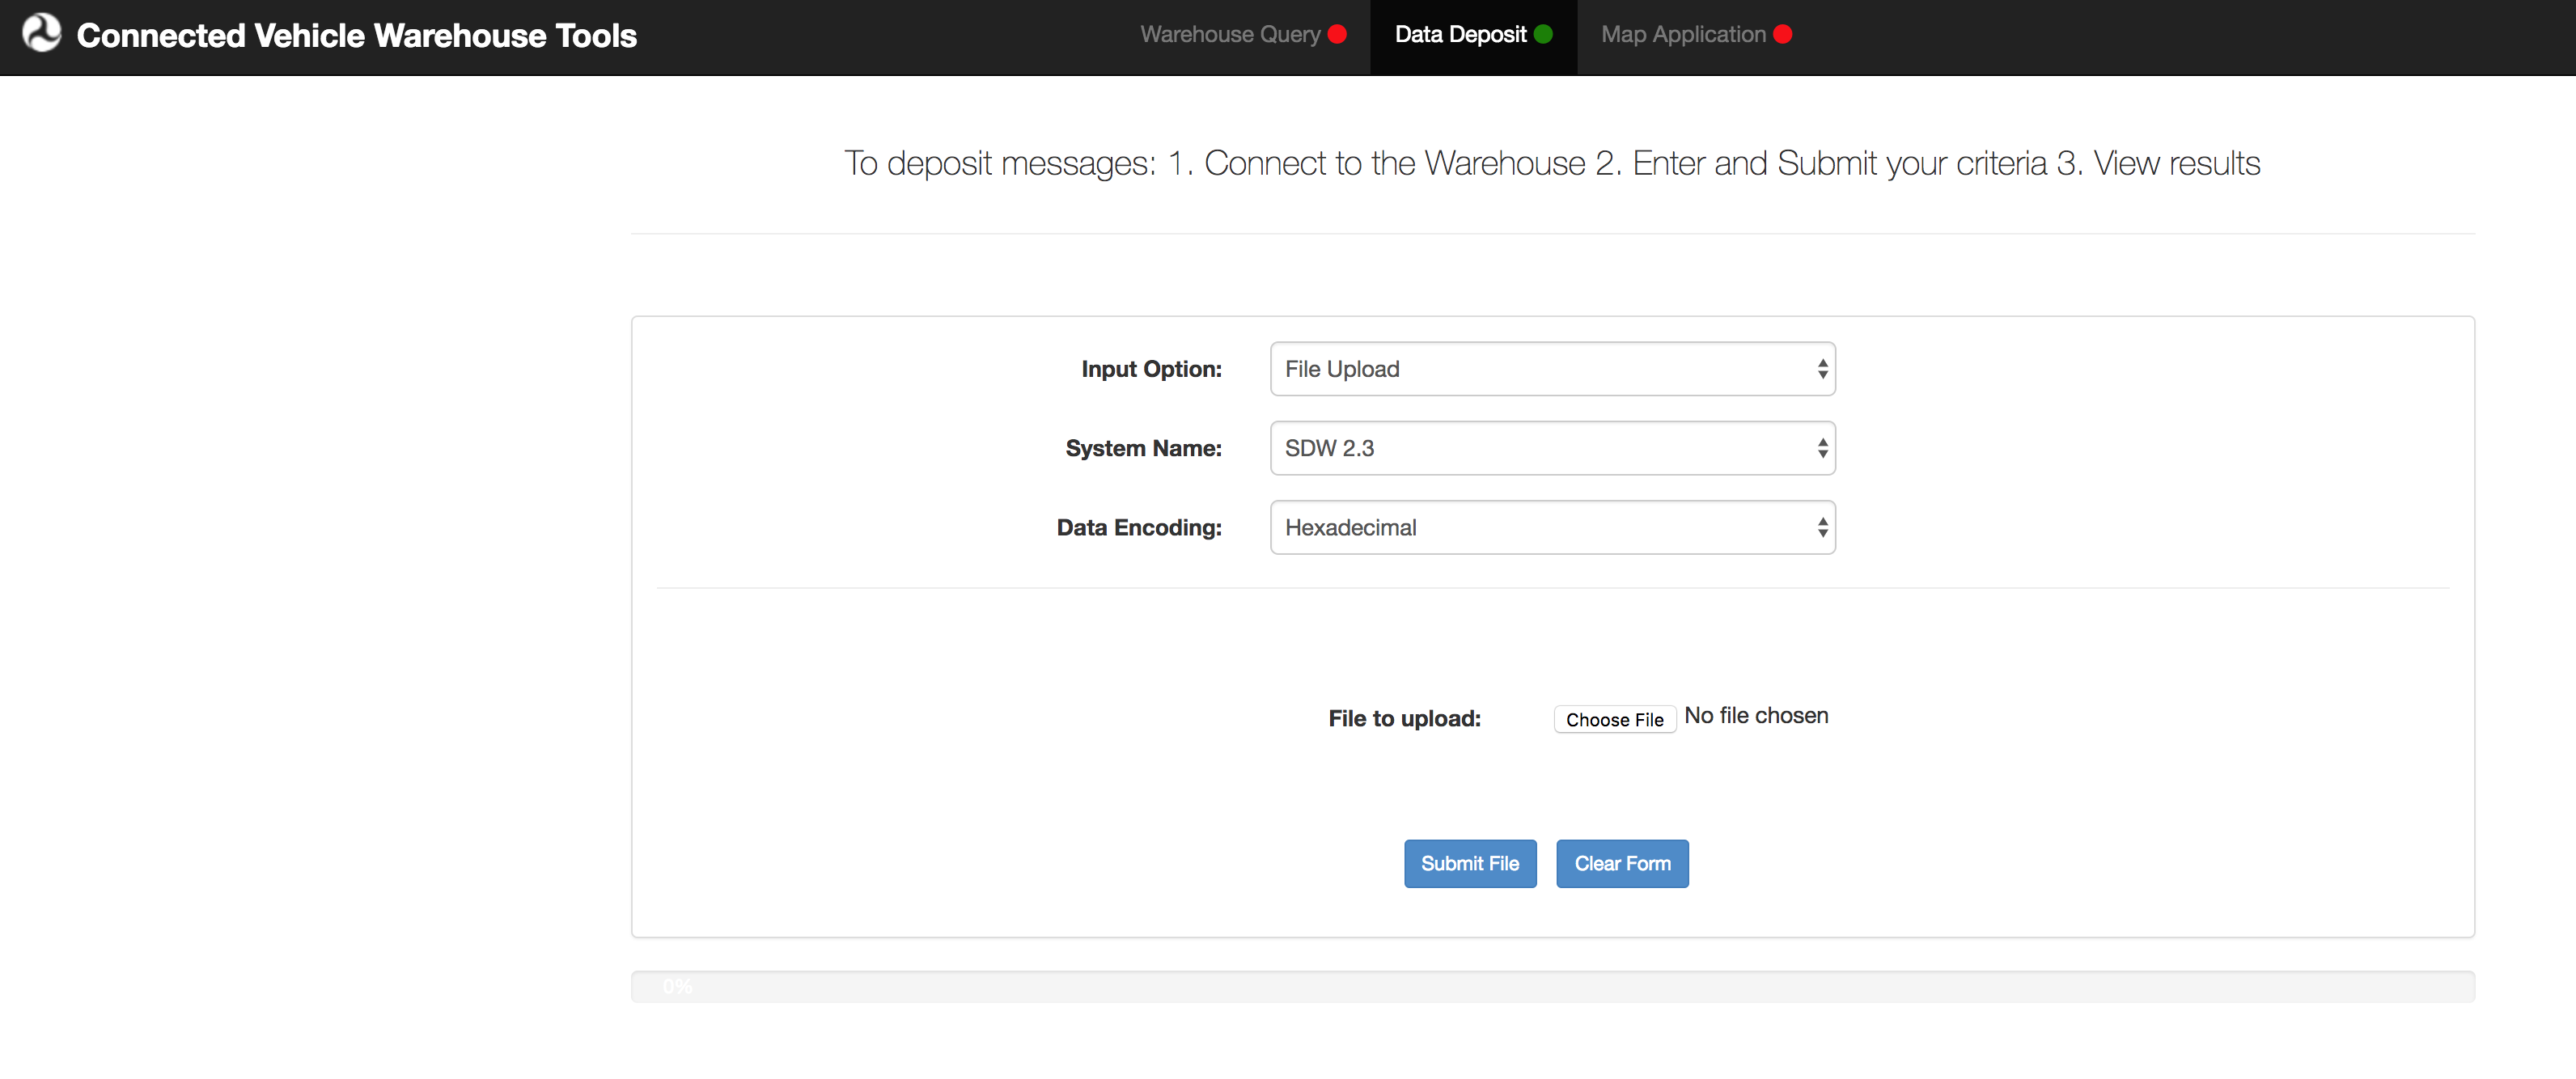 Connected Vehicle Warehouse Tools
Warehouse Query
Data Deposit
Map Application
To deposit messages: 1. Connect to the Warehouse 2. Enter and Submit your criteria 3. View results
Input Option: File Upload
System Name: SDW 2.3
Data Encoding: Hexadecimal
File to upload: Choose File No file chosen
Submit File Clear Form
0%